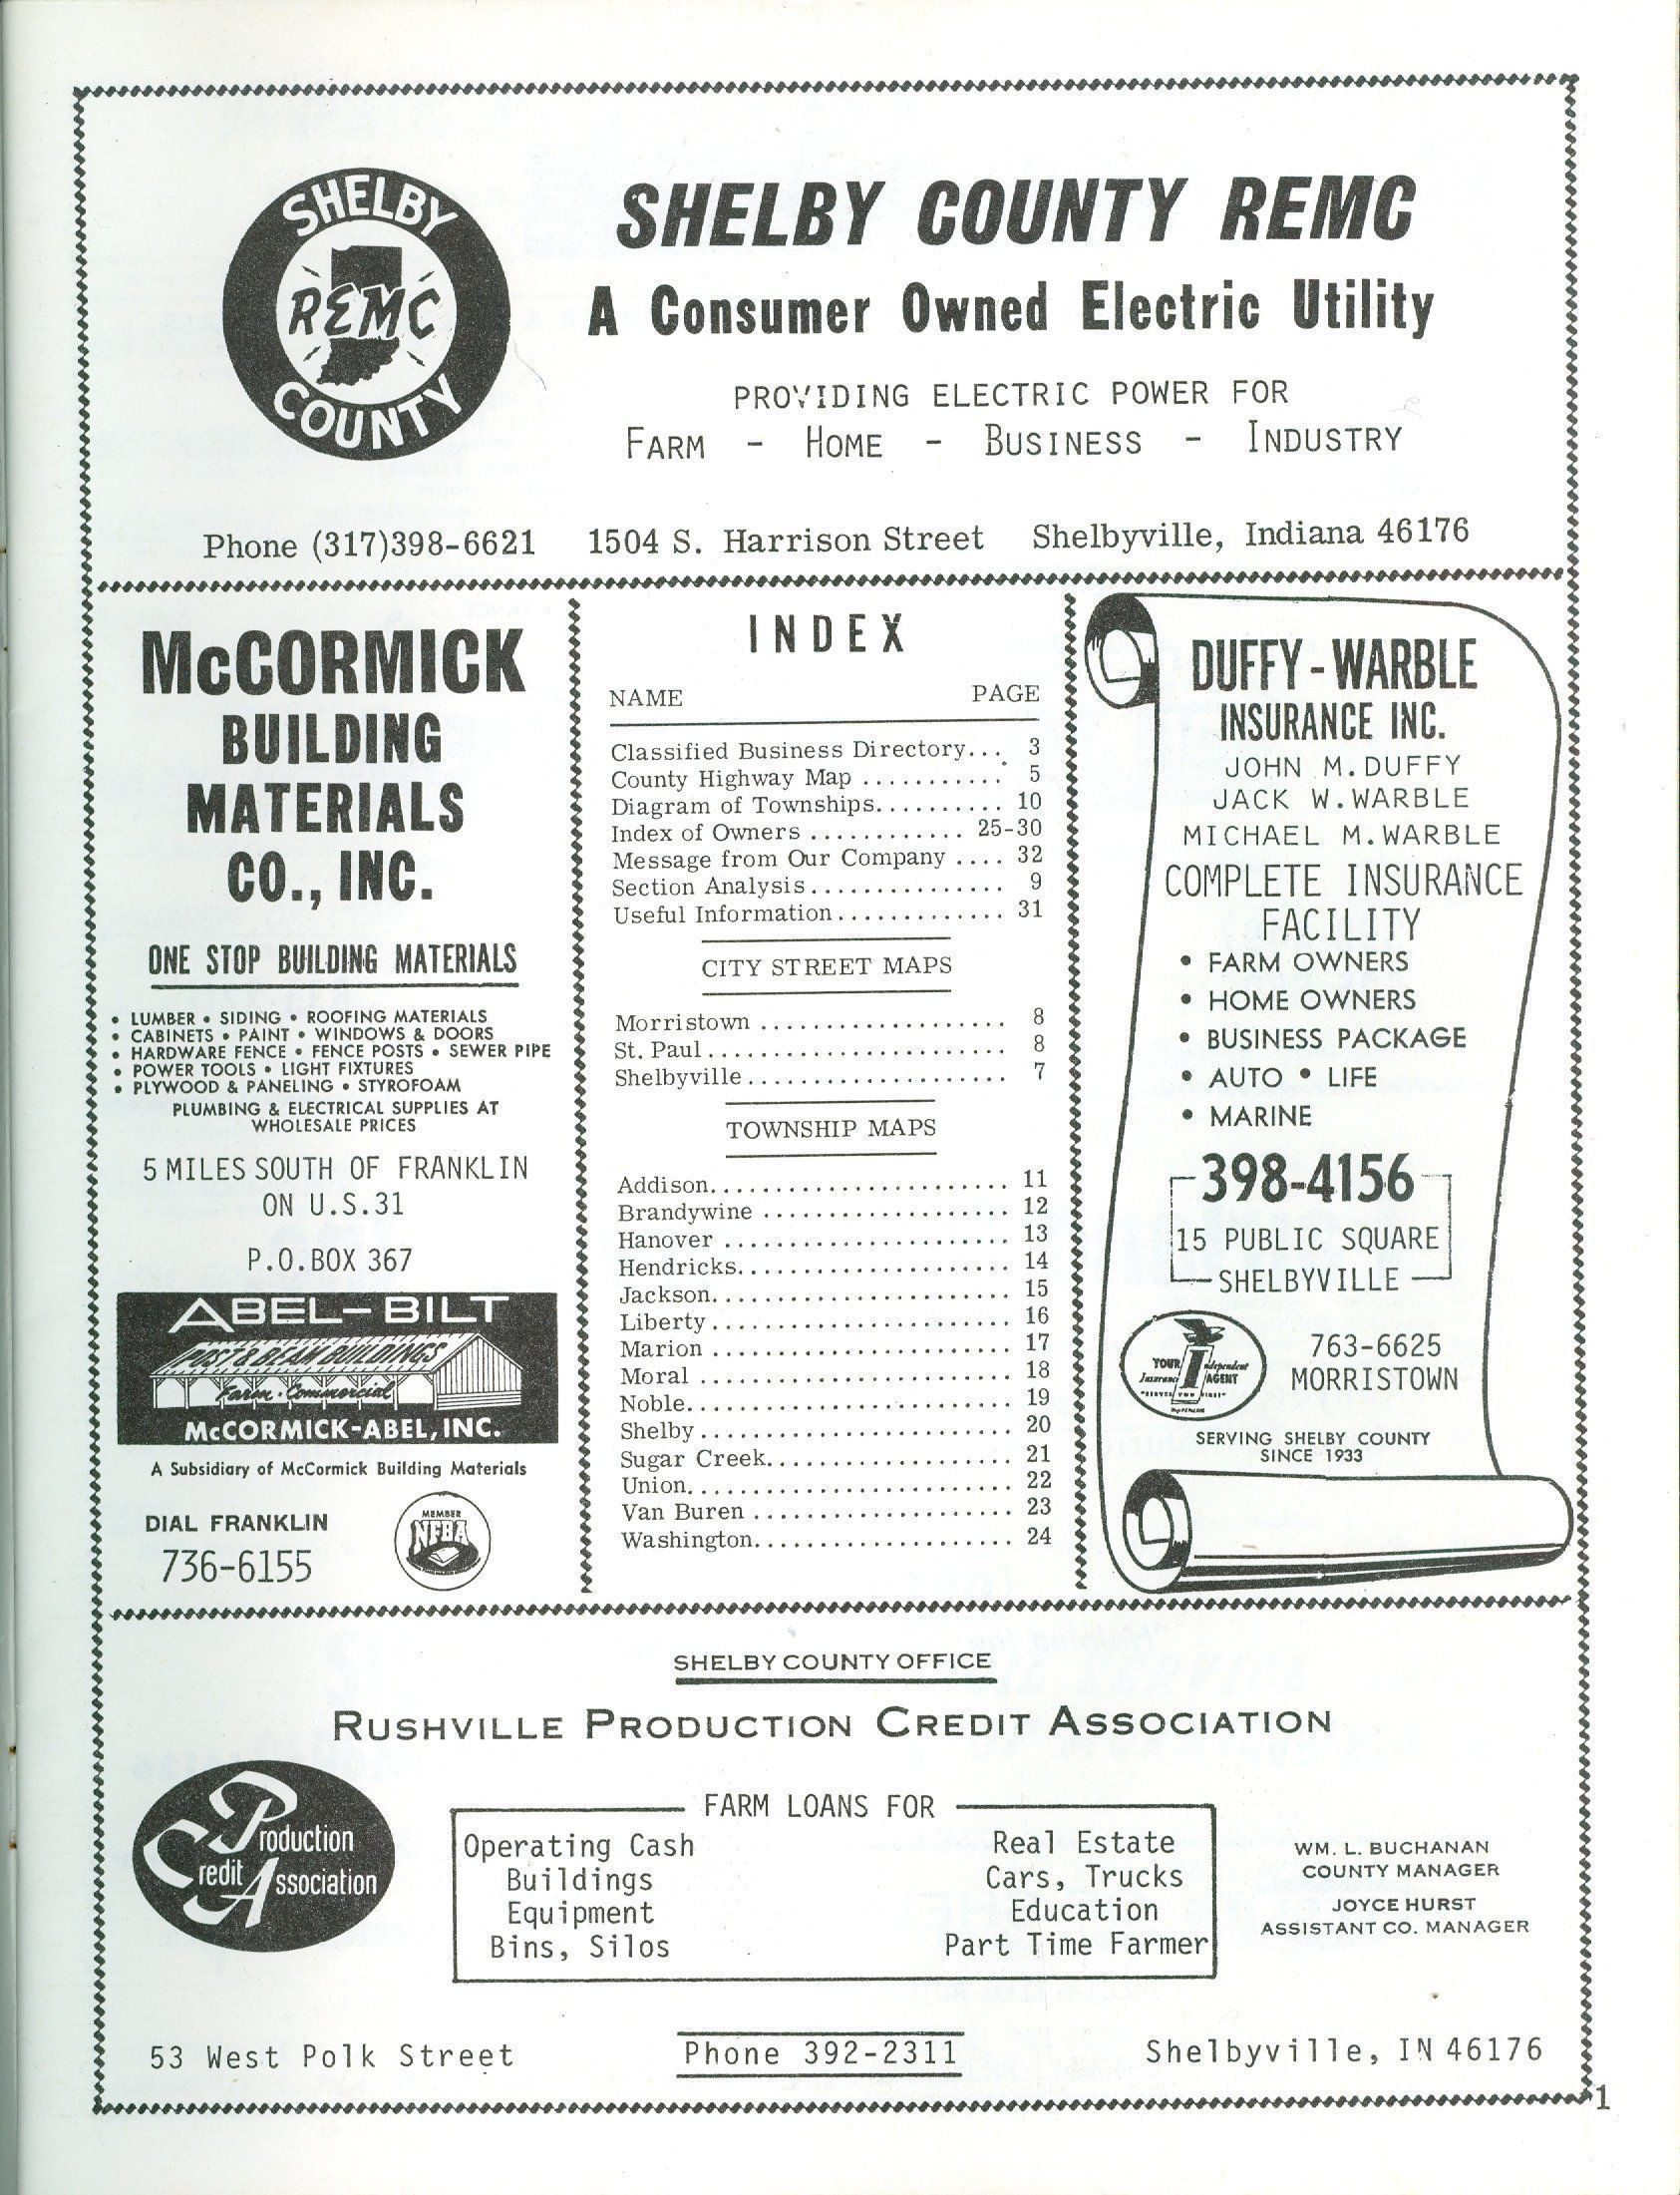 SHELBY
REMC
COUNTY
SHELBY COUNTY REMC
A Consumer Owned Electric Utility
PROVIDING ELECTRIC POWER FOR
FARM - HOME - BUSINESS - INDUSTRY
Phone (317)398-6621 1504 S. Harrison Street Shelbyville, Indiana 46176
McCORMICK
BUILDING
MATERIALS
CO., INC.
ONE STOP BUILDING MATERIALS
• LUMBER • SIDING • ROOFING MATERIALS
• CABINETS • PAINT • WINDOWS & DOORS
• HARDWARE FENCE • FENCE POSTS • SEWER PIPE
• POWER TOOLS • LIGHT FIXTURES
• PLYWOOD & PANELING • STYROFOAM
PLUMBING & ELECTRICAL SUPPLIES AT
WHOLESALE PRICES
5 MILES SOUTH OF FRANKLIN
ON U.S.31
P.O.BOX 367
ABEL-BILT
POST & BEAM BUILDINGS
Farm - Commercial
McCORMICK-ABEL, INC.
A Subsidiary of McCormick Building Materials
DIAL FRANKLIN
736-6155
MEMBER
NFBA
INDEX
NAME PAGE
Classified Business Directory... 3
County Highway Map ........... 5
Diagram of Townships.......... 10
Index of Owners ............ 25-30
Message from Our Company .... 32
Section Analysis............... 9
Useful Information............. 31
CITY STREET MAPS
Morristown ................... 8
St. Paul....................... 8
Shelbyville.................... 7
TOWNSHIP MAPS
Addison....................... 11
Brandywine ................... 12
Hanover ...................... 13
Hendricks..................... 14
Jackson....................... 15
Liberty....................... 16
Marion ....................... 17
Moral ........................ 18
Noble......................... 19
Shelby........................ 20
Sugar Creek................... 21
Union......................... 22
Van Buren .................... 23
Washington.................... 24
DUFFY-WARBLE
INSURANCE INC.
JOHN M. DUFFY
JACK W. WARBLE
MICHAEL M. WARBLE
COMPLETE INSURANCE
FACILITY
• FARM OWNERS
• HOME OWNERS
• BUSINESS PACKAGE
• AUTO • LIFE
• MARINE
398-4156
15 PUBLIC SQUARE
SHELBYVILLE
YOUR Independent
Insurance AGENT
"SERVES YOU FIRST"
763-6625
MORRISTOWN
SERVING SHELBY COUNTY
SINCE 1933
SHELBY COUNTY OFFICE
RUSHVILLE PRODUCTION CREDIT ASSOCIATION
Production
Credit Association
FARM LOANS FOR
Operating Cash Real Estate
Buildings Cars, Trucks
Equipment Education
Bins, Silos Part Time Farmer
WM. L. BUCHANAN
COUNTY MANAGER
JOYCE HURST
ASSISTANT CO. MANAGER
53 West Polk Street Phone 392-2311 Shelbyville, IN 46176
1